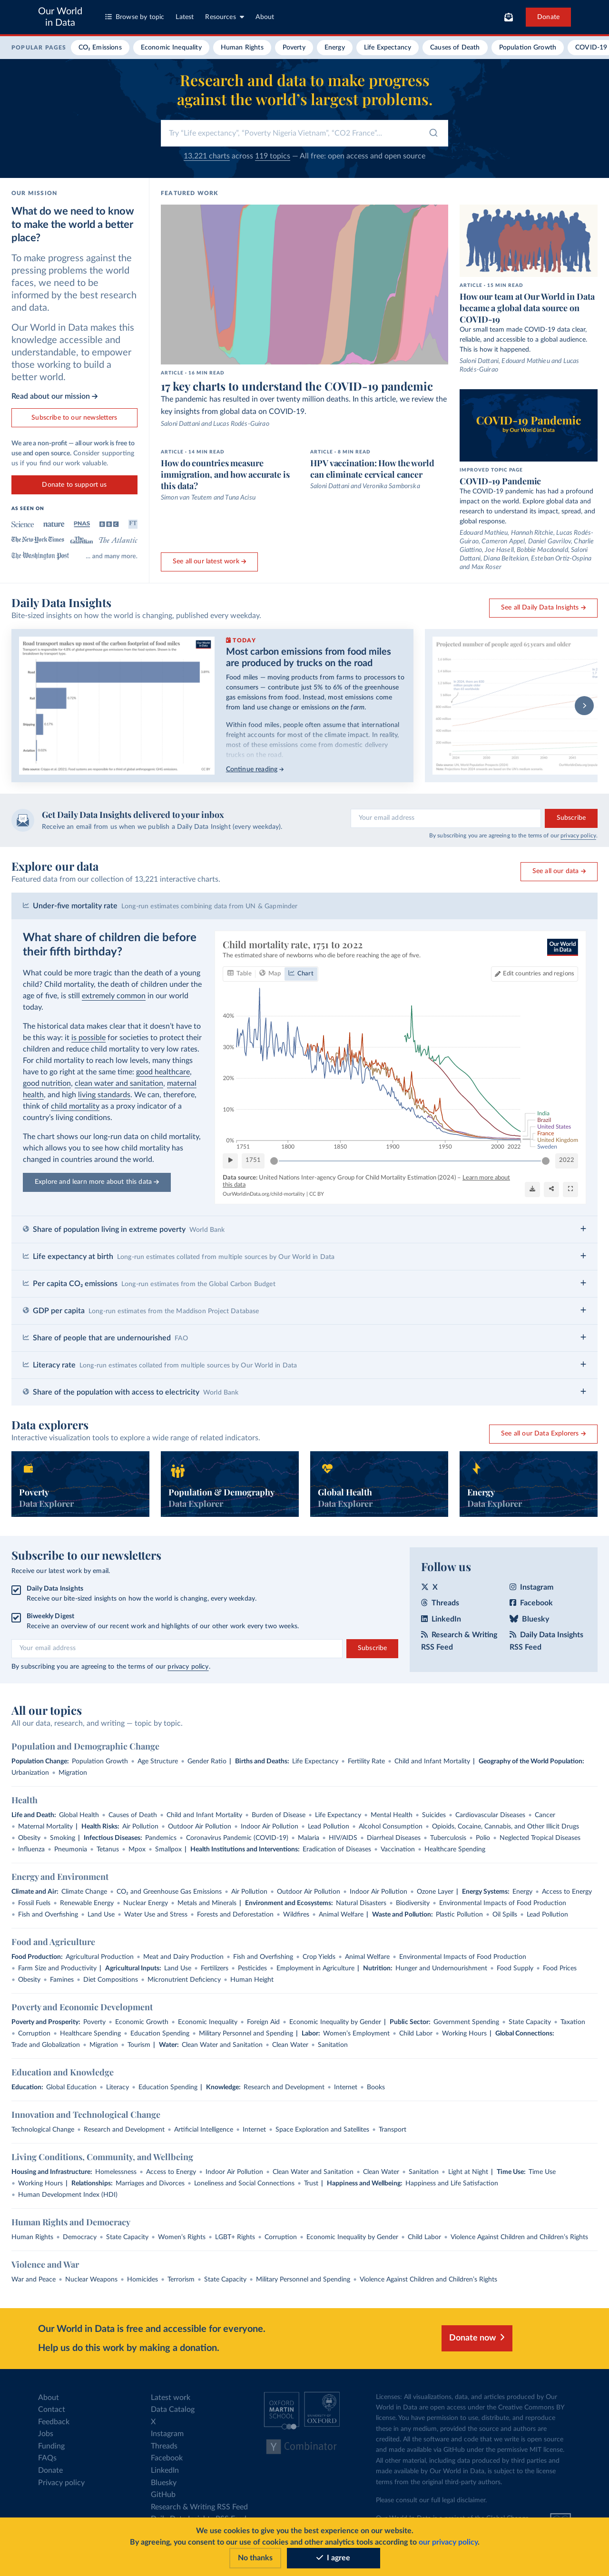 Our World
in Data
Browse by topic
Latest
Resources
About
Donate
POPULAR PAGES
CO₂ Emissions
Economic Inequality
Human Rights
Poverty
Energy
Life Expectancy
Causes of Death
Population Growth
COVID-19
Research and data to make progress
against the world's largest problems.
Try "Life expectancy", "Poverty Nigeria Vietnam", "CO2 France"...
13,221 charts across 119 topics — All free: open access and open source
OUR MISSION
What do we need to know
to make the world a better
place?
To make progress against the
pressing problems the world
faces, we need to be
informed by the best research
and data.
Our World in Data makes this
knowledge accessible and
understandable, to empower
those working to build a
better world.
Read about our mission →
Subscribe to our newsletters
We are a non-profit — all our work is free to
use and open source. Consider supporting
us if you find our work valuable.
Donate to support us
AS SEEN ON
Science
nature
PNAS
BBC
FT
The New York Times
The Guardian
The Atlantic
The Washington Post
... and many more.
FEATURED WORK
ARTICLE • 16 MIN READ
17 key charts to understand the COVID-19 pandemic
The pandemic has resulted in over twenty million deaths. In this article, we review the
key insights from global data on COVID-19.
Saloni Dattani and Lucas Rodés-Guirao
ARTICLE • 14 MIN READ
How do countries measure
immigration, and how accurate is
this data?
Simon van Teutem and Tuna Acisu
ARTICLE • 8 MIN READ
HPV vaccination: How the world
can eliminate cervical cancer
Saloni Dattani and Veronika Samborska
See all our latest work →
ARTICLE • 13 MIN READ
How our team at Our World in Data
became a global data source on
COVID-19
Our small team made COVID-19 data clear,
reliable, and accessible to a global audience.
This is how it happened.
Saloni Dattani, Edouard Mathieu and Lucas
Rodés-Guirao
COVID-19 Pandemic
by Our World in Data
IMPROVED TOPIC PAGE
COVID-19 Pandemic
The COVID-19 pandemic has had a profound
impact on the world. Explore our global data
and research to understand its impact, spread, and
global response.
Edouard Mathieu, Hannah Ritchie, Lucas Rodés-
Guirao, Cameron Appel, Daniel Gavrilov, Charlie
Giattino, Joe Hasell, Bobbie Macdonald, Saloni
Dattani, Diana Beltekian, Esteban Ortiz-Ospina
and Max Roser
Daily Data Insights
Bite-sized insights on how the world is changing, published every weekday.
See all Daily Data Insights →
Road transport makes up most of the carbon footprint of food miles
TODAY
Most carbon emissions from food miles
are produced by trucks on the road
Food miles — moving products from farms to processors to
consumers — contribute just 5% to 6% of the greenhouse
gas emissions from food. Instead, most emissions come
from land use change or emissions on the farm.
Within food miles, people often assume that international
freight accounts for most of the climate impact. In reality,
most of these emissions come from domestic delivery
trucks on the road.
Continue reading →
Projected number of people aged 65 years and older
Get Daily Data Insights delivered to your inbox
Receive an email from us when we publish a Daily Data Insight (every weekday).
Your email address
Subscribe
By subscribing you are agreeing to the terms of our privacy policy.
Explore our data
Featured data from our collection of 13,221 interactive charts.
See all our data →
Under-five mortality rate Long-run estimates combining data from UN & Gapminder
What share of children die before
their fifth birthday?
What could be more tragic than the death of a young
child? Child mortality, the death of children under the
age of five, is still extremely common in our world
today.
The historical data makes clear that it doesn't have to
be this way: it is possible for societies to protect their
children and reduce child mortality to very low rates.
For child mortality to reach low levels, many things
have to go right at the same time: good healthcare,
good nutrition, clean water and sanitation, maternal
health, and high living standards. We can, therefore,
think of child mortality as a proxy indicator of a
country's living conditions.
The chart shows our long-run data on child mortality,
which allows you to see how child mortality has
changed in countries around the world.
Explore and learn more about this data →
Child mortality rate, 1751 to 2022
The estimated share of newborns who die before reaching the age of five.
Our World
in Data
Table
Map
Chart
Edit countries and regions
40%
30%
20%
10%
0%
1751
1800
1850
1900
1950
2000
2022
India
Brazil
United States
France
United Kingdom
Sweden
1751
2022
Data source: United Nations Inter-agency Group for Child Mortality Estimation (2024) – Learn more about
this data
OurWorldinData.org/child-mortality | CC BY
Share of population living in extreme poverty World Bank
Life expectancy at birth Long-run estimates collated from multiple sources by Our World in Data
Per capita CO₂ emissions Long-run estimates from the Global Carbon Budget
GDP per capita Long-run estimates from the Maddison Project Database
Share of people that are undernourished FAO
Literacy rate Long-run estimates collated from multiple sources by Our World in Data
Share of the population with access to electricity World Bank
Data explorers
Interactive visualization tools to explore a wide range of related indicators.
See all our Data Explorers →
Poverty
Data Explorer
Population & Demography
Data Explorer
Global Health
Data Explorer
Energy
Data Explorer
Subscribe to our newsletters
Receive our latest work by email.
Daily Data Insights
Receive our bite-sized insights on how the world is changing, every weekday.
Biweekly Digest
Receive an overview of our recent work and highlights of our other work every two weeks.
Your email address
Subscribe
By subscribing you are agreeing to the terms of our privacy policy.
Follow us
X
Instagram
Threads
Facebook
LinkedIn
Bluesky
Research & Writing
RSS Feed
Daily Data Insights
RSS Feed
All our topics
All our data, research, and writing — topic by topic.
Population and Demographic Change
Population Change: Population Growth • Age Structure • Gender Ratio | Births and Deaths: Life Expectancy • Fertility Rate • Child and Infant Mortality | Geography of the World Population:
Urbanization • Migration
Health
Life and Death: Global Health • Causes of Death • Child and Infant Mortality • Burden of Disease • Life Expectancy • Mental Health • Suicides • Cardiovascular Diseases • Cancer
• Maternal Mortality | Health Risks: Air Pollution • Outdoor Air Pollution • Indoor Air Pollution • Lead Pollution • Alcohol Consumption • Opioids, Cocaine, Cannabis, and Other Illicit Drugs
• Obesity • Smoking | Infectious Diseases: Pandemics • Coronavirus Pandemic (COVID-19) • Malaria • HIV/AIDS • Diarrheal Diseases • Tuberculosis • Polio • Neglected Tropical Diseases
• Influenza • Pneumonia • Tetanus • Mpox • Smallpox | Health Institutions and Interventions: Eradication of Diseases • Vaccination • Healthcare Spending
Energy and Environment
Climate and Air: Climate Change • CO₂ and Greenhouse Gas Emissions • Air Pollution • Outdoor Air Pollution • Indoor Air Pollution • Ozone Layer | Energy Systems: Energy • Access to Energy
• Fossil Fuels • Renewable Energy • Nuclear Energy • Metals and Minerals | Environment and Ecosystems: Natural Disasters • Biodiversity • Environmental Impacts of Food Production
• Fish and Overfishing • Land Use • Water Use and Stress • Forests and Deforestation • Wildfires • Animal Welfare | Waste and Pollution: Plastic Pollution • Oil Spills • Lead Pollution
Food and Agriculture
Food Production: Agricultural Production • Meat and Dairy Production • Fish and Overfishing • Crop Yields • Animal Welfare • Environmental Impacts of Food Production
• Farm Size and Productivity | Agricultural Inputs: Land Use • Fertilizers • Pesticides • Employment in Agriculture | Nutrition: Hunger and Undernourishment • Food Supply • Food Prices
• Obesity • Famines • Diet Compositions • Micronutrient Deficiency • Human Height
Poverty and Economic Development
Poverty and Prosperity: Poverty • Economic Growth • Economic Inequality • Foreign Aid • Economic Inequality by Gender | Public Sector: Government Spending • State Capacity • Taxation
• Corruption • Healthcare Spending • Education Spending • Military Personnel and Spending | Labor: Women's Employment • Child Labor • Working Hours | Global Connections:
Trade and Globalization • Migration • Tourism | Water: Clean Water and Sanitation • Clean Water • Sanitation
Education and Knowledge
Education: Global Education • Literacy • Education Spending | Knowledge: Research and Development • Internet • Books
Innovation and Technological Change
Technological Change • Research and Development • Artificial Intelligence • Internet • Space Exploration and Satellites • Transport
Living Conditions, Community, and Wellbeing
Housing and Infrastructure: Homelessness • Access to Energy • Indoor Air Pollution • Clean Water and Sanitation • Clean Water • Sanitation • Light at Night | Time Use: Time Use
• Working Hours | Relationships: Marriages and Divorces • Loneliness and Social Connections • Trust | Happiness and Wellbeing: Happiness and Life Satisfaction
• Human Development Index (HDI)
Human Rights and Democracy
Human Rights • Democracy • State Capacity • Women's Rights • LGBT+ Rights • Corruption • Economic Inequality by Gender • Child Labor • Violence Against Children and Children's Rights
Violence and War
War and Peace • Nuclear Weapons • Homicides • Terrorism • State Capacity • Military Personnel and Spending • Violence Against Children and Children's Rights
Our World in Data is free and accessible for everyone.
Help us do this work by making a donation.
Donate now
About
Contact
Feedback
Jobs
Funding
FAQs
Donate
Privacy policy
Latest work
Data Catalog
X
Instagram
Threads
Facebook
LinkedIn
Bluesky
GitHub
Research & Writing RSS Feed
OXFORD
MARTIN
SCHOOL
UNIVERSITY OF
OXFORD
Y Combinator
Licenses: All visualizations, data, and articles produced by Our
World in Data are open access under the Creative Commons BY
license. You have permission to use, distribute, and reproduce
these in any medium, provided the source and authors are
credited. All the software and code that we write is open source
and made available via GitHub under the permissive MIT license.
All other material, including data produced by third parties and
made available by Our World in Data, is subject to the license
terms from the original third-party authors.
Please consult our full legal disclaimer.
We use cookies to give you the best experience on our website.
By agreeing, you consent to our use of cookies and other analytics tools according to our privacy policy.
No thanks
I agree